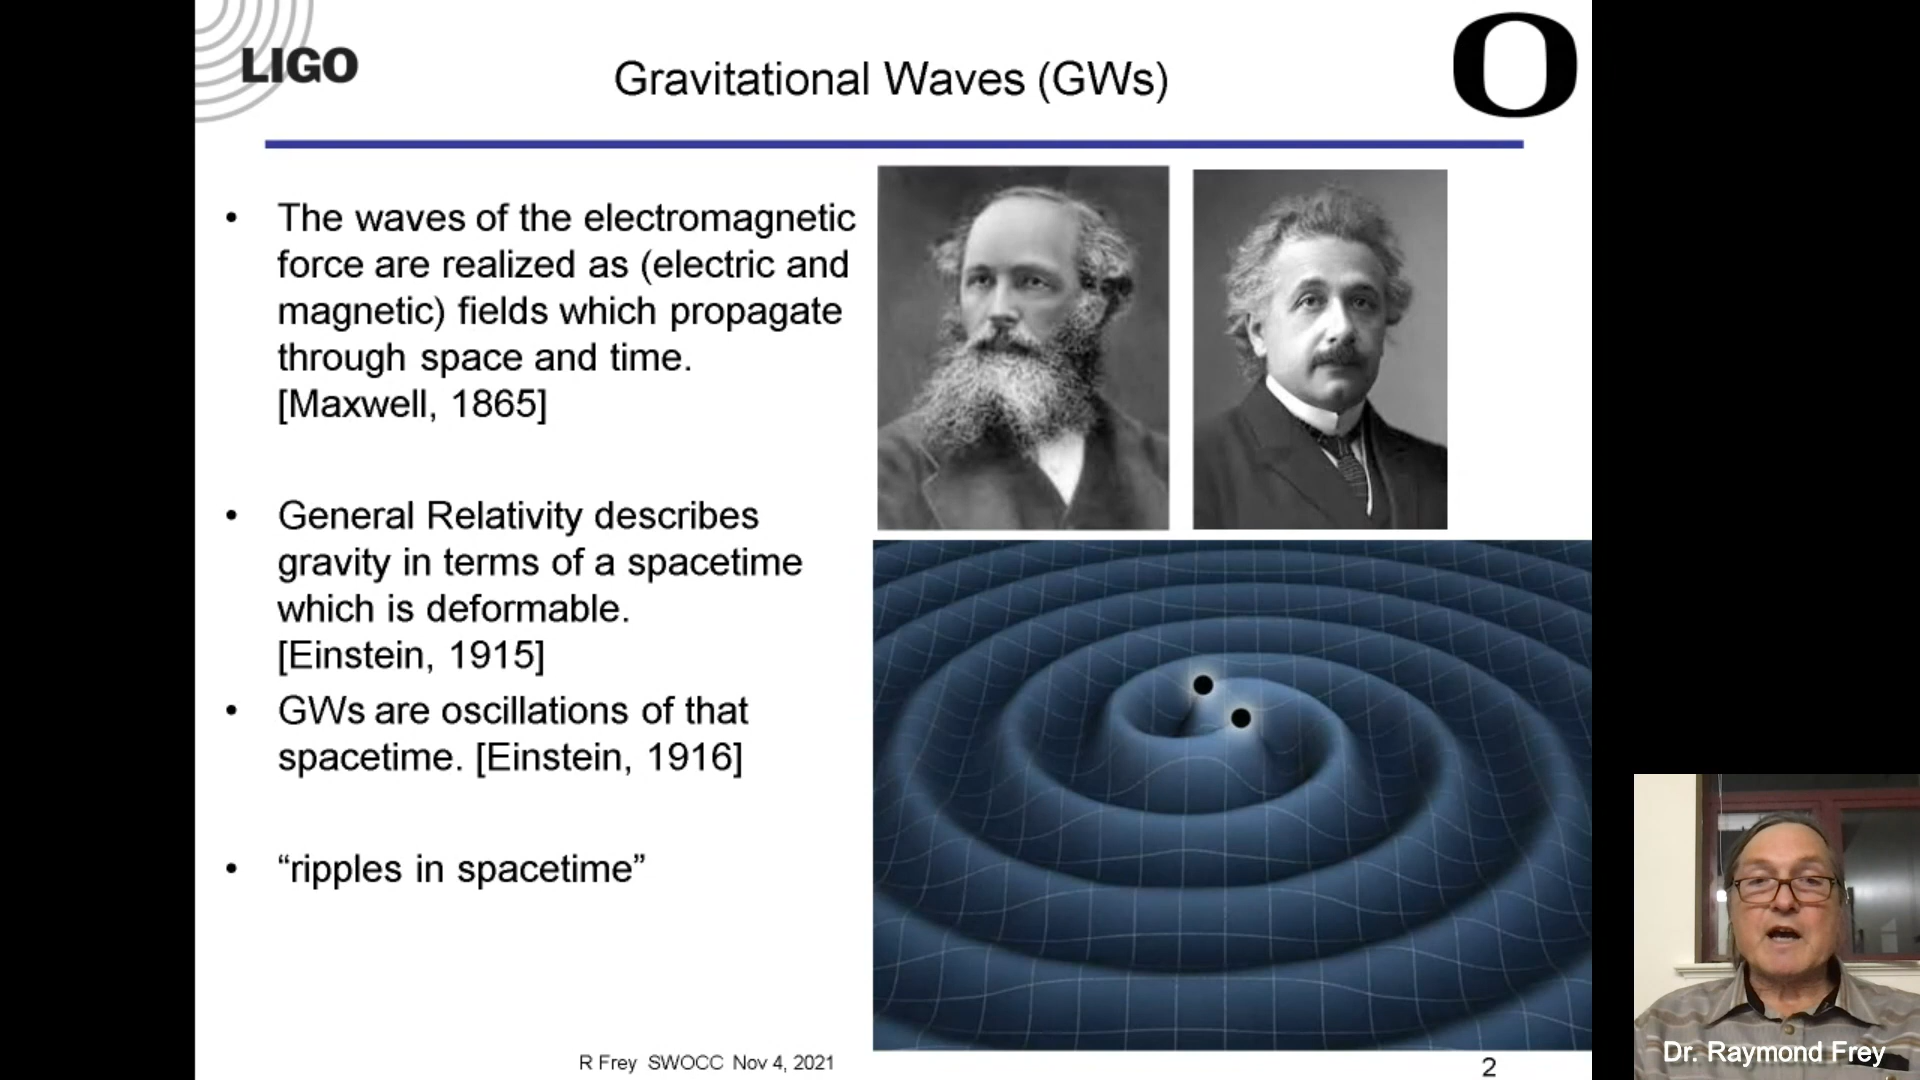 LIGO
Gravitational Waves (GWs)
O
• The waves of the electromagnetic
force are realized as (electric and
magnetic) fields which propagate
through space and time.
[Maxwell, 1865]
• General Relativity describes
gravity in terms of a spacetime
which is deformable.
[Einstein, 1915]
• GWs are oscillations of that
spacetime. [Einstein, 1916]
• “ripples in spacetime”
R Frey SWOCC Nov 4, 2021
2
Dr. Raymond Frey